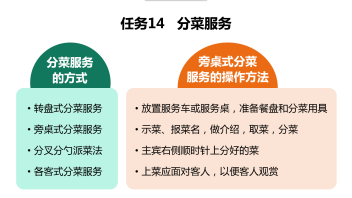 任务14 分菜服务
分菜服务
的方式
• 转盘式分菜服务
• 旁桌式分菜服务
• 分叉分勺派菜法
• 各客式分菜服务
旁桌式分菜
服务的操作方法
• 放置服务车或服务桌，准备餐盘和分菜用具
• 示菜、报菜名，做介绍，取菜，分菜
• 主宾右侧顺时针上分好的菜
• 上菜应面对客人，以便客人观赏